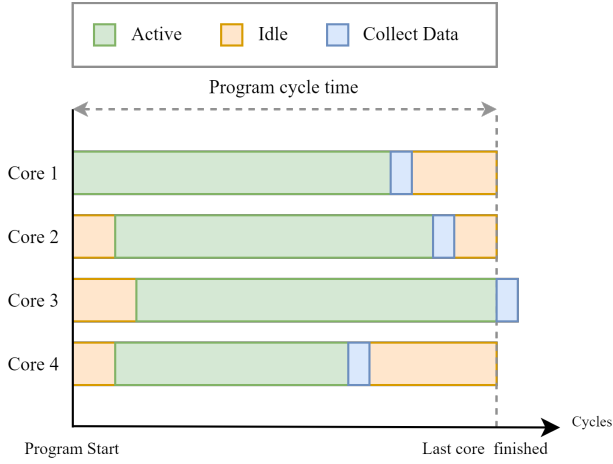 Active Idle Collect Data
Program cycle time
Core 1
Core 2
Core 3
Core 4
Cycles
Program Start Last core finished